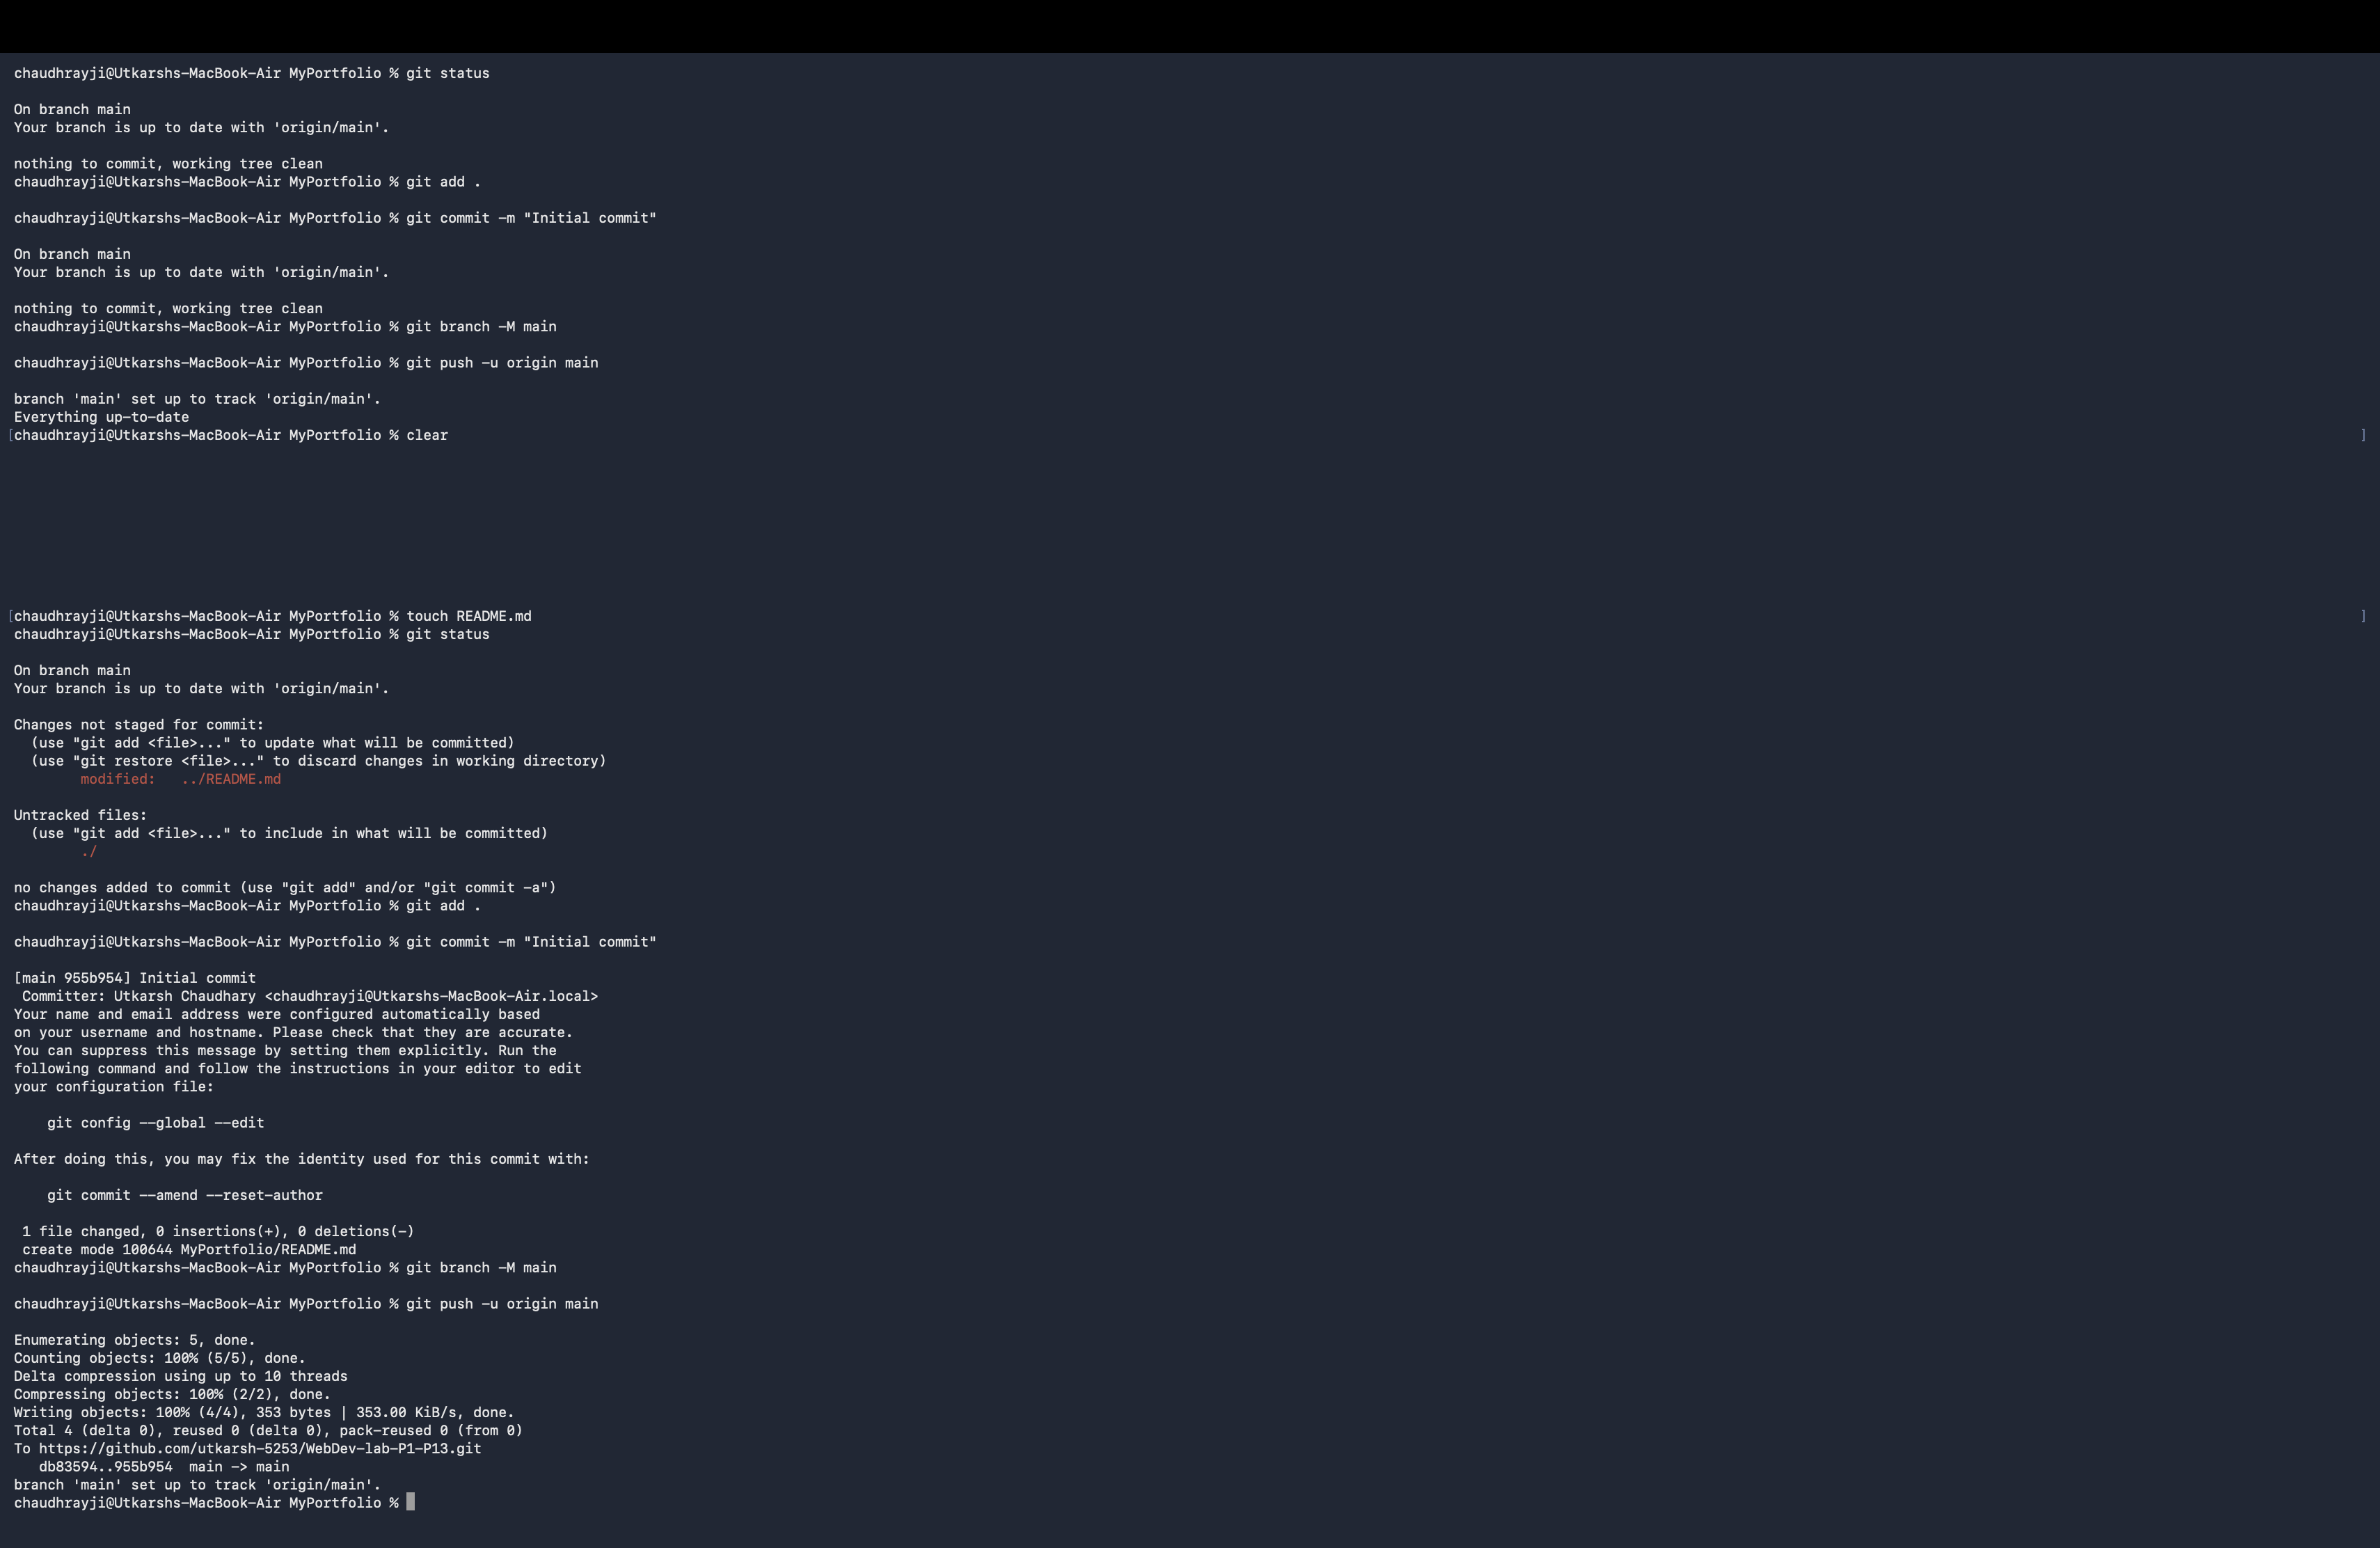 chaudhrayji@Utkarshs-MacBook-Air MyPortfolio % git status
On branch main
Your branch is up to date with 'origin/main'.
nothing to commit, working tree clean
chaudhrayji@Utkarshs-MacBook-Air MyPortfolio % git add .
chaudhrayji@Utkarshs-MacBook-Air MyPortfolio % git commit -m "Initial commit"
On branch main
Your branch is up to date with 'origin/main'.
nothing to commit, working tree clean
chaudhrayji@Utkarshs-MacBook-Air MyPortfolio % git branch -M main
chaudhrayji@Utkarshs-MacBook-Air MyPortfolio % git push -u origin main
branch 'main' set up to track 'origin/main'.
Everything up-to-date
[chaudhrayji@Utkarshs-MacBook-Air MyPortfolio % clear ]
[chaudhrayji@Utkarshs-MacBook-Air MyPortfolio % touch README.md ]
chaudhrayji@Utkarshs-MacBook-Air MyPortfolio % git status
On branch main
Your branch is up to date with 'origin/main'.
Changes not staged for commit:
  (use "git add <file>..." to update what will be committed)
  (use "git restore <file>..." to discard changes in working directory)
        modified:   ../README.md
Untracked files:
  (use "git add <file>..." to include in what will be committed)
        ./
no changes added to commit (use "git add" and/or "git commit -a")
chaudhrayji@Utkarshs-MacBook-Air MyPortfolio % git add .
chaudhrayji@Utkarshs-MacBook-Air MyPortfolio % git commit -m "Initial commit"
[main 955b954] Initial commit
 Committer: Utkarsh Chaudhary <chaudhrayji@Utkarshs-MacBook-Air.local>
Your name and email address were configured automatically based
on your username and hostname. Please check that they are accurate.
You can suppress this message by setting them explicitly. Run the
following command and follow the instructions in your editor to edit
your configuration file:
    git config --global --edit
After doing this, you may fix the identity used for this commit with:
    git commit --amend --reset-author
 1 file changed, 0 insertions(+), 0 deletions(-)
 create mode 100644 MyPortfolio/README.md
chaudhrayji@Utkarshs-MacBook-Air MyPortfolio % git branch -M main
chaudhrayji@Utkarshs-MacBook-Air MyPortfolio % git push -u origin main
Enumerating objects: 5, done.
Counting objects: 100% (5/5), done.
Delta compression using up to 10 threads
Compressing objects: 100% (2/2), done.
Writing objects: 100% (4/4), 353 bytes | 353.00 KiB/s, done.
Total 4 (delta 0), reused 0 (delta 0), pack-reused 0 (from 0)
To https://github.com/utkarsh-5253/WebDev-lab-P1-P13.git
   db83594..955b954  main -> main
branch 'main' set up to track 'origin/main'.
chaudhrayji@Utkarshs-MacBook-Air MyPortfolio %